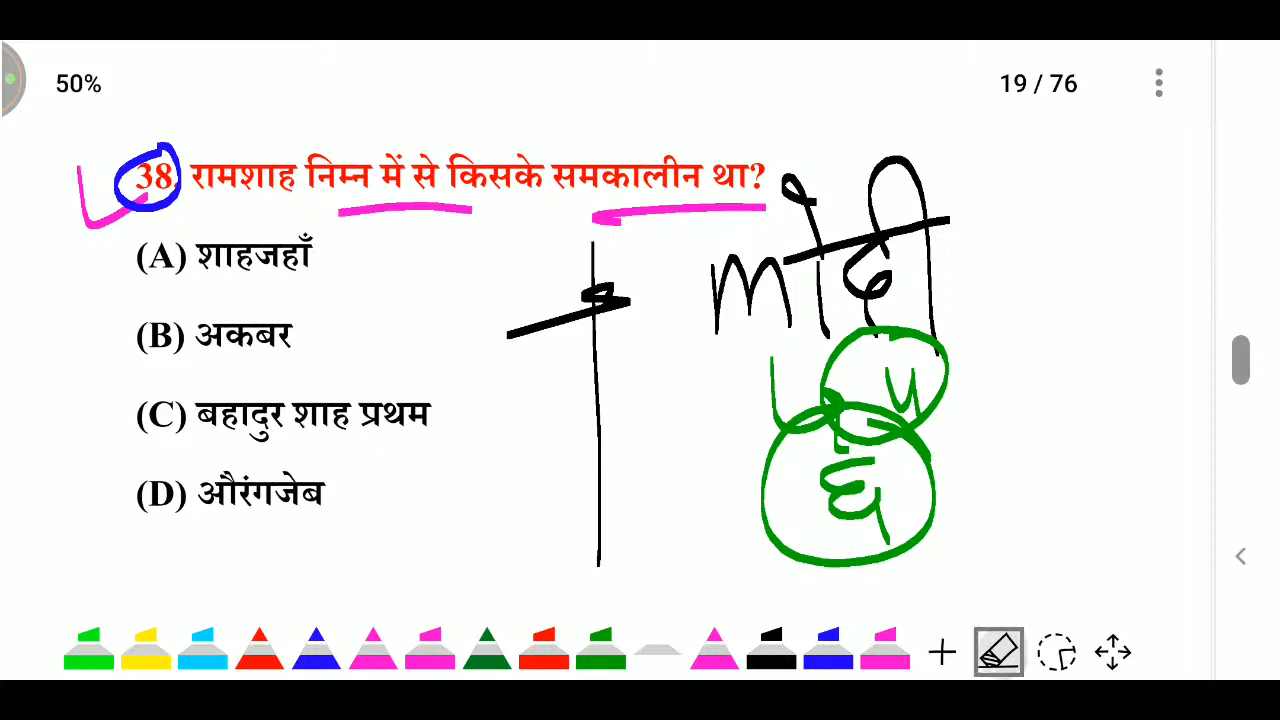 50%
19 / 76
38. रामशाह निम्न में से किसके समकालीन था?
(A) शाहजहाँ
(B) अकबर
(C) बहादुर शाह प्रथम
(D) औरंगजेब